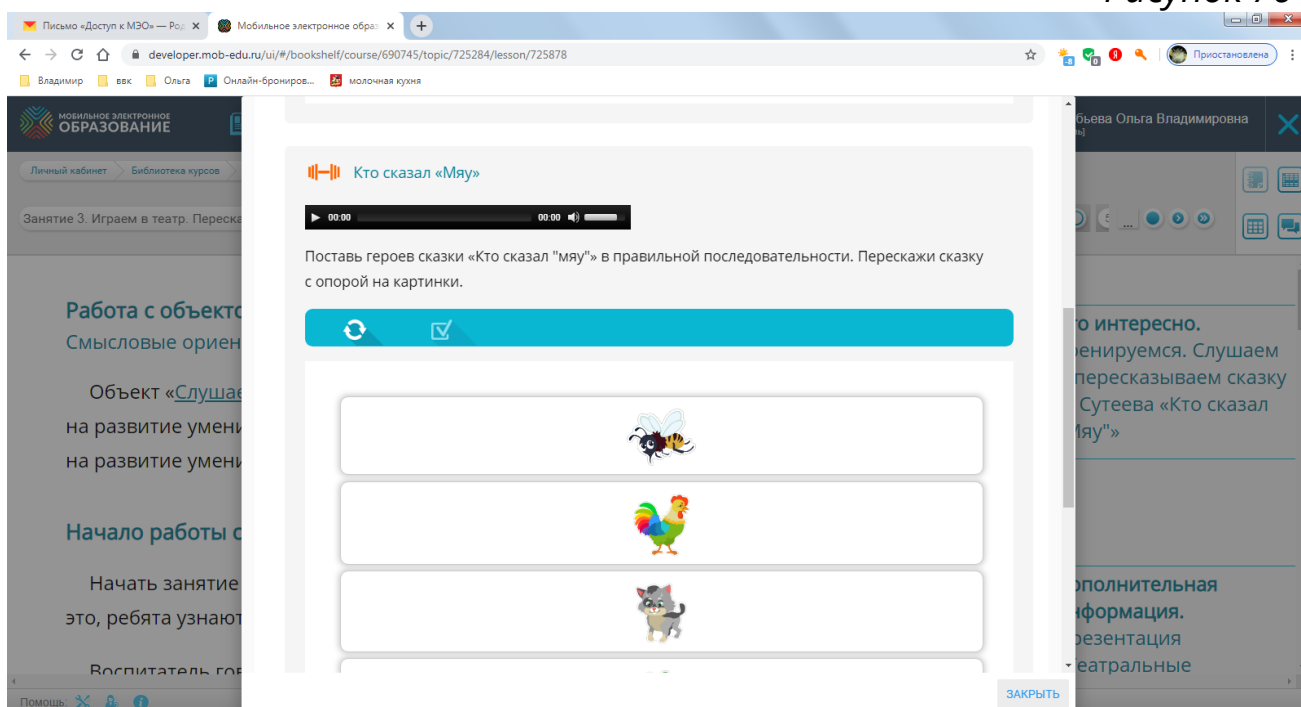 Рисунок
Письмо «Доступ к МЭО» — Ро
Мобильное электронное образ
developer.mob-edu.ru/ui/#/bookshelf/course/690745/topic/725284/lesson/725878
Приостановлена
Владимир ввк Ольга Онлайн-брониров... молочная кухня
МОБИЛЬНОЕ ЭЛЕКТРОННОЕ
ОБРАЗОВАНИЕ
бьева Ольга Владимировна
Личный кабинет Библиотека курсов
Занятие 3. Играем в театр. Переска
Кто сказал «Мяу»
00:00 00:00
Поставь героев сказки «Кто сказал "мяу"» в правильной последовательности. Перескажи сказку
с опорой на картинки.
Работа с объекто
Смысловые ориен
Объект «Слушае
на развитие умени
на развитие умени
Начало работы с
Начать занятие
это, ребята узнают
Воспитатель гов
о интересно.
енируемся. Слушаем
пересказываем сказку
Сутеева «Кто сказал
Мяу"»
ополнительная
нформация.
резентация
еатральные
ЗАКРЫТЬ
Помощь: